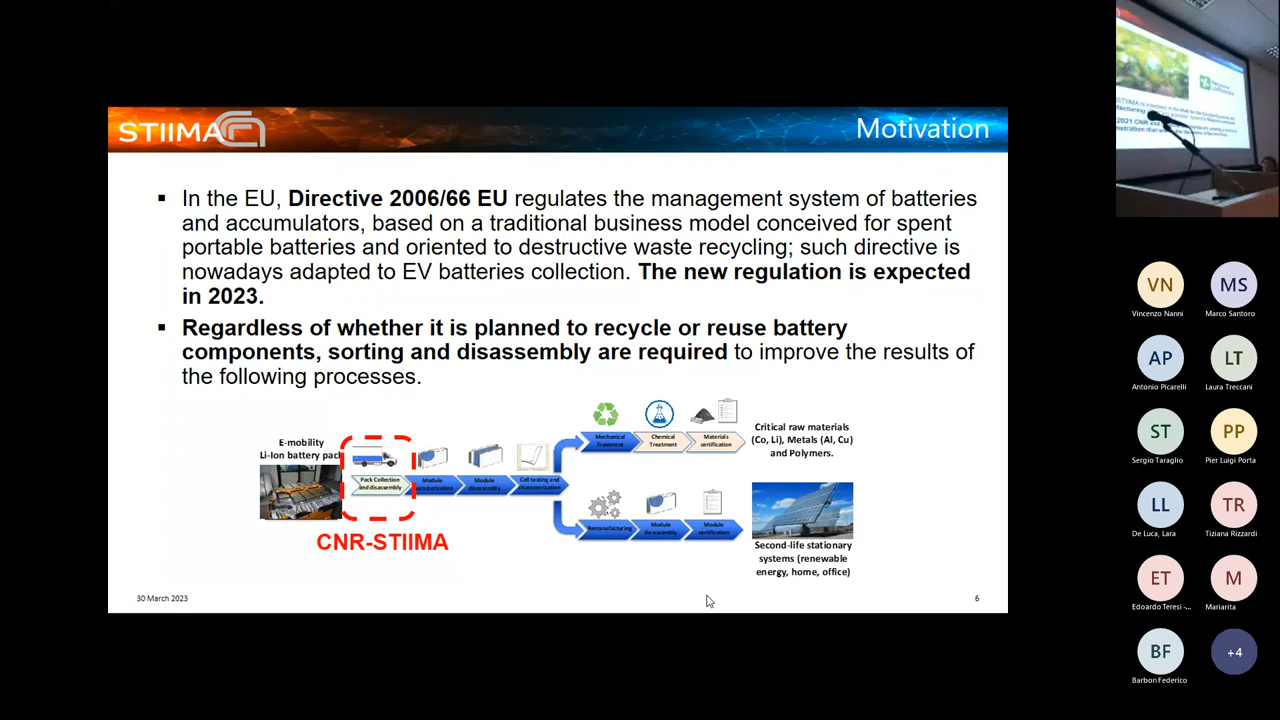 STIIMA
Motivation
▪ In the EU, Directive 2006/66 EU regulates the management system of batteries
and accumulators, based on a traditional business model conceived for spent
portable batteries and oriented to destructive waste recycling; such directive is
nowadays adapted to EV batteries collection. The new regulation is expected
in 2023.
▪ Regardless of whether it is planned to recycle or reuse battery
components, sorting and disassembly are required to improve the results of
the following processes.
E-mobility
Li-Ion battery pack
Pack Collection
and disassembly
Module
characterisation
Module
disassembly
Cell testing and
characterization
CNR-STIIMA
Mechanical
Treatment
Chemical
Treatment
Materials
certification
Critical raw materials
(Co, Li), Metals (Al, Cu)
and Polymers.
Remanufacturing
Module
Re-assembly
Module
certification
Second-life stationary
systems (renewable
energy, home, office)
30 March 2023
6
VN
Vincenzo Nanni
MS
Marco Santoro
AP
Antonio Picarelli
LT
Laura Treccani
ST
Sergio Taraglio
PP
Pier Luigi Porta
LL
De Luca, Lara
TR
Tiziana Rizzardi
ET
Edoardo Teresi -...
M
Mariarita
BF
Barbon Federico
+4